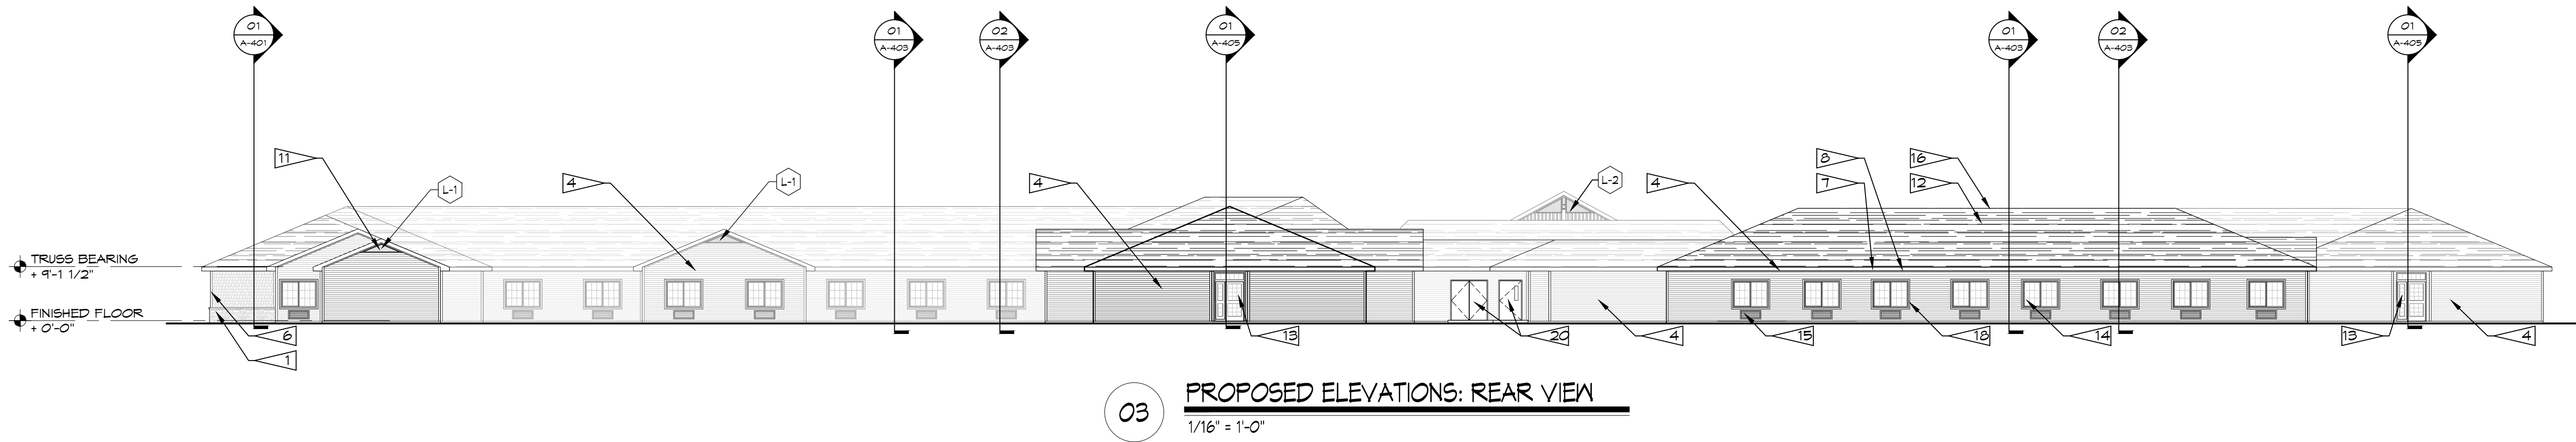 01
A-401
01
A-403
02
A-403
01
A-405
01
A-403
02
A-403
01
A-405
11
L-1
4
L-1
4
L-2
4
8
7
16
12
TRUSS BEARING
+ 9'-1 1/2"
FINISHED FLOOR
+ 0'-0"
6
1
13
20
4
15
18
14
13
4
03
PROPOSED ELEVATIONS: REAR VIEW
1/16" = 1'-0"